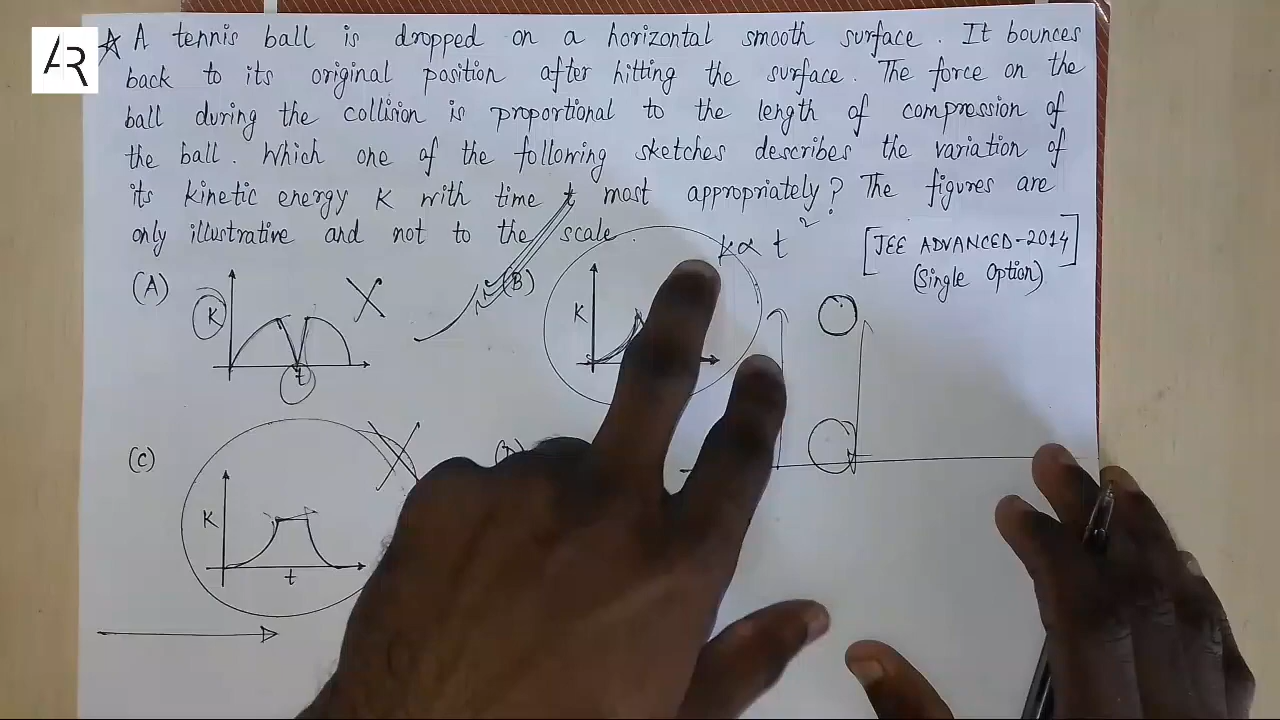 AR
☆ A tennis ball is dropped on a horizontal smooth surface. It bounces
back to its original position after hitting the surface. The force on the
ball during the collision is proportional to the length of compression of
the ball. Which one of the following sketches describes the variation of
its kinetic energy K with time t most appropriately? The figures are
only illustrative and not to the scale.
K ∝ t²
[JEE ADVANCED-2014]
(Single Option)
(A)
K
t
(B)
K
(C)
K
t